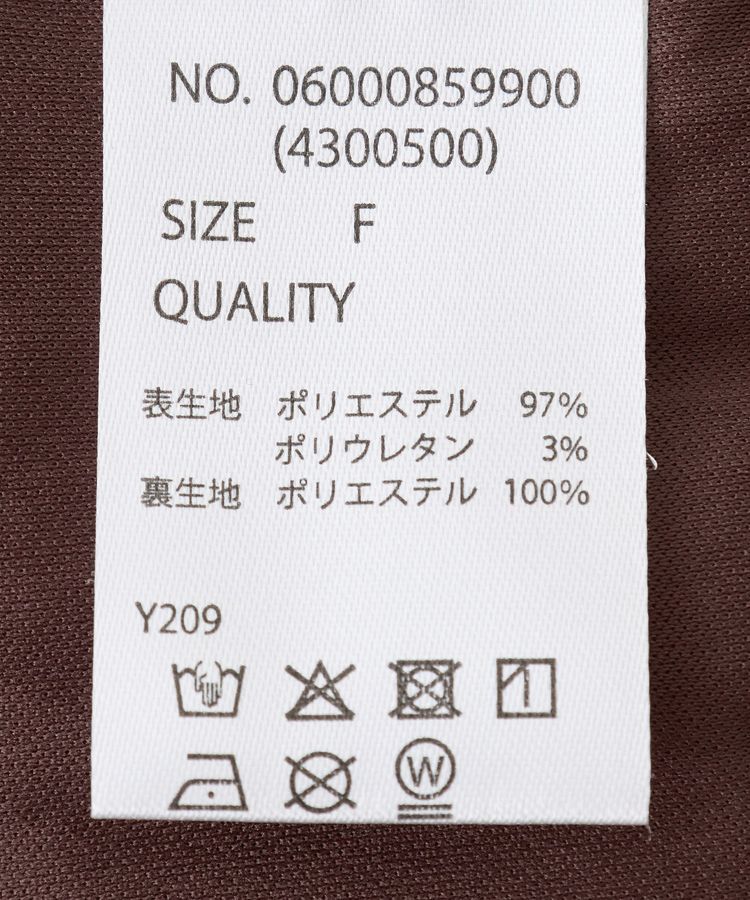 NO. 06000859900
(4300500)
SIZE F
QUALITY
表生地 ポリエステル 97%
ポリウレタン 3%
裏生地 ポリエステル 100%
Y209
W